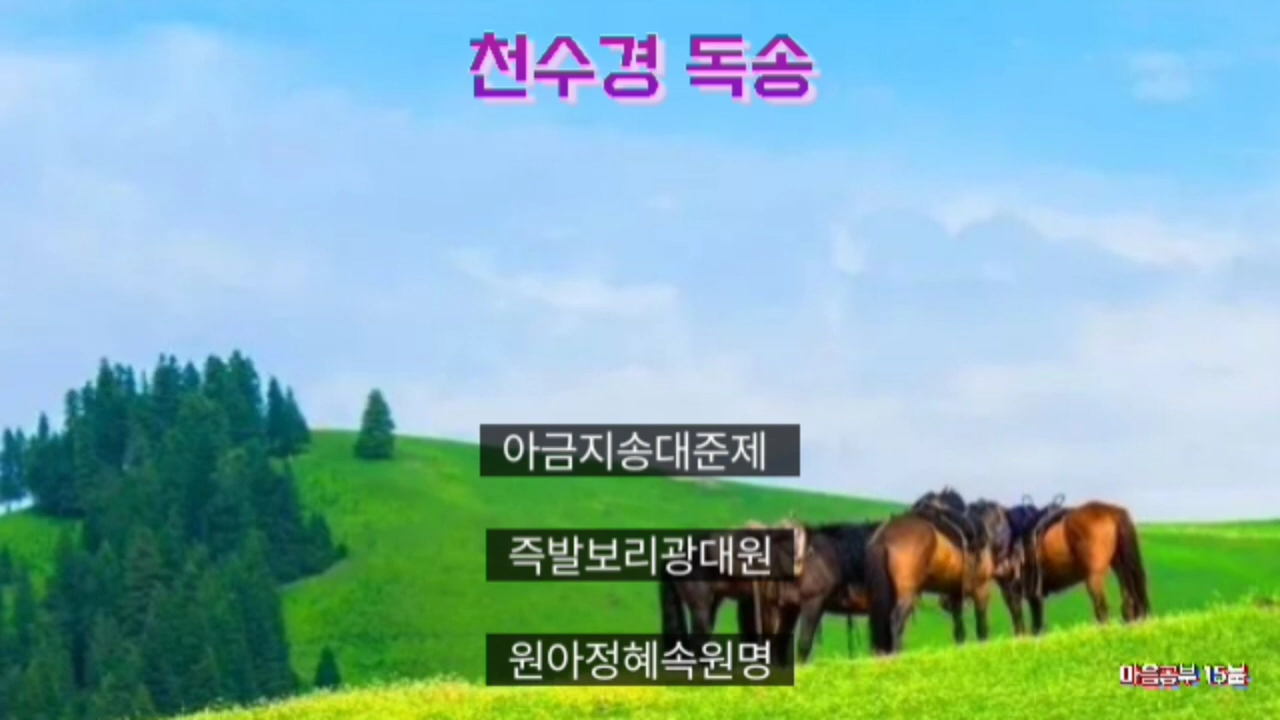 천수경 독송
아금지송대준제
즉발보리광대원
원아정혜속원명
마음공부 15분